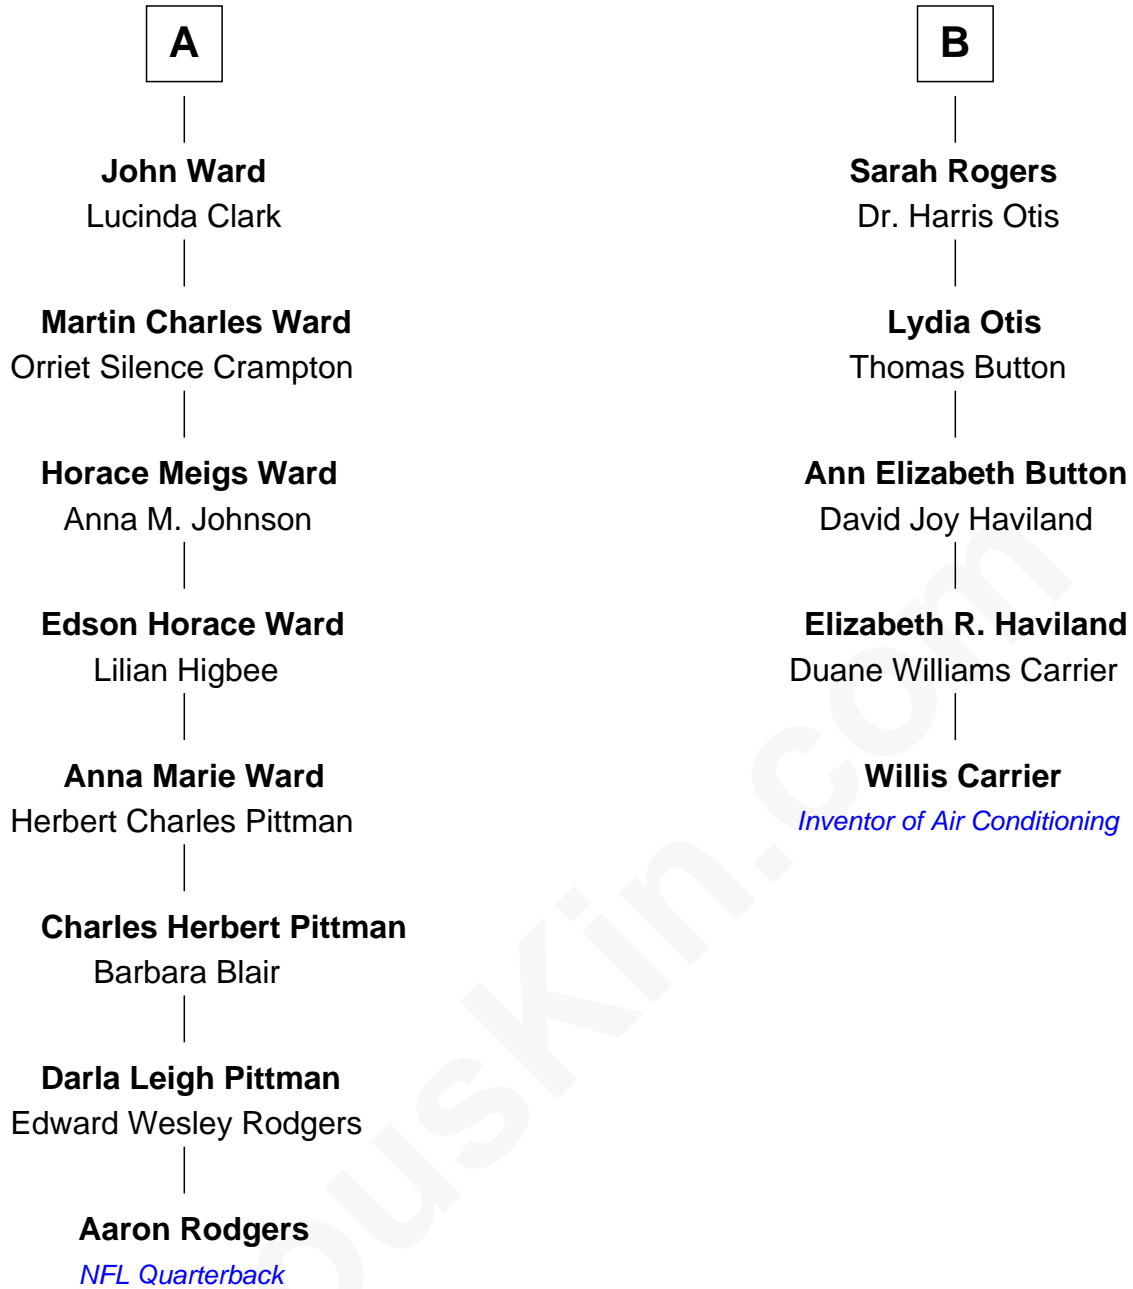 A
John Ward
Lucinda Clark
Martin Charles Ward
Orriet Silence Crampton
Horace Meigs Ward
Anna M. Johnson
Edson Horace Ward
Lilian Higbee
Anna Marie Ward
Herbert Charles Pittman
Charles Herbert Pittman
Barbara Blair
Darla Leigh Pittman
Edward Wesley Rodgers
Aaron Rodgers
NFL Quarterback
B
Sarah Rogers
Dr. Harris Otis
Lydia Otis
Thomas Button
Ann Elizabeth Button
David Joy Haviland
Elizabeth R. Haviland
Duane Williams Carrier
Willis Carrier
Inventor of Air Conditioning
ousKin.com